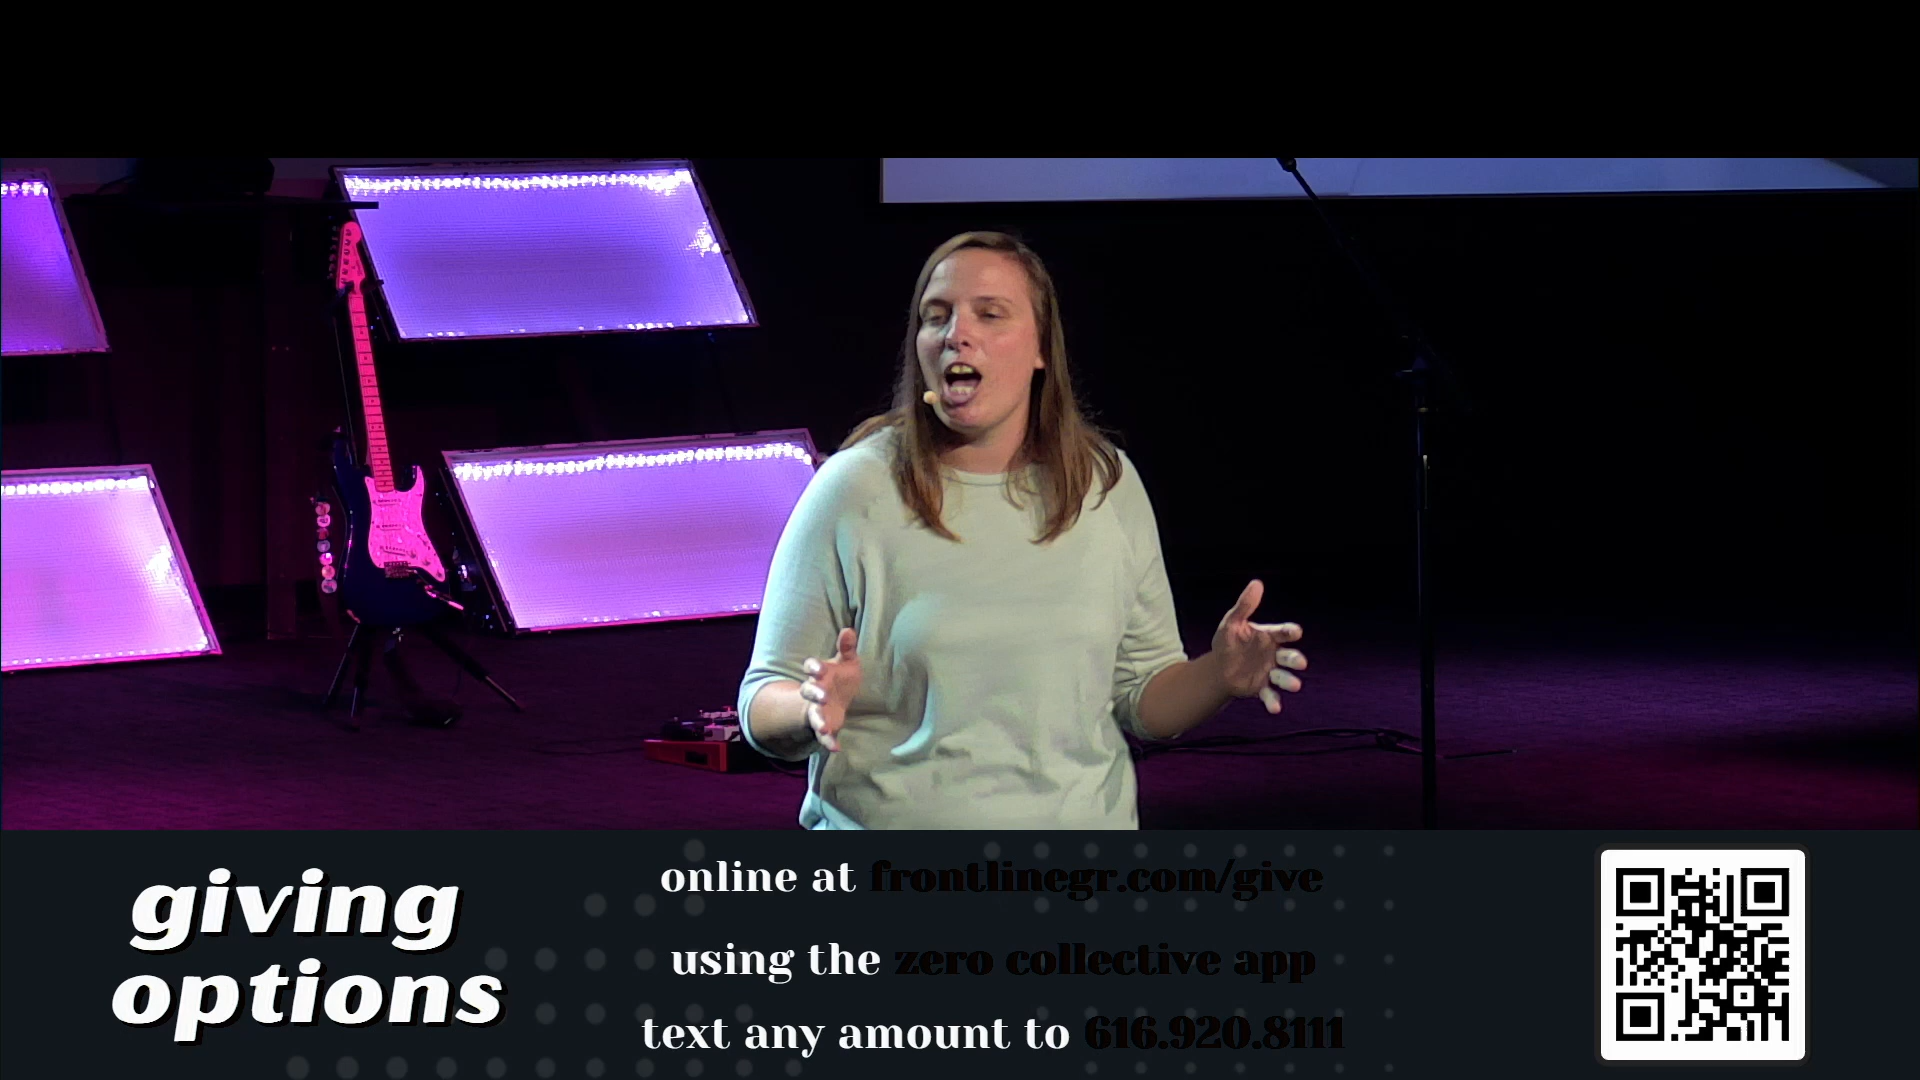 giving
options
online at frontlinegr.com/give
using the zero collective app
text any amount to 616.920.8111